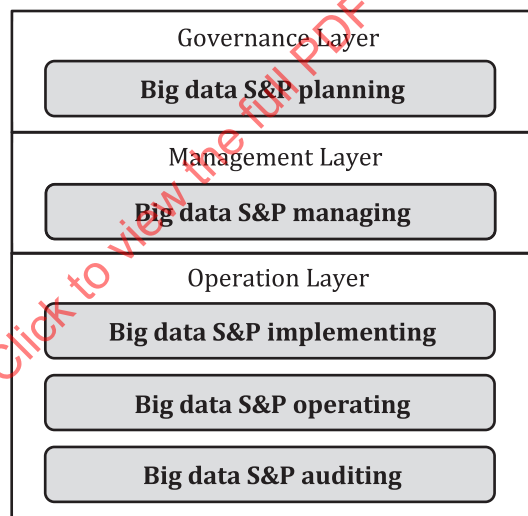 Governance Layer
Big data S&P planning
Management Layer
Big data S&P managing
Operation Layer
Big data S&P implementing
Big data S&P operating
Big data S&P auditing
Click to view the full PDF